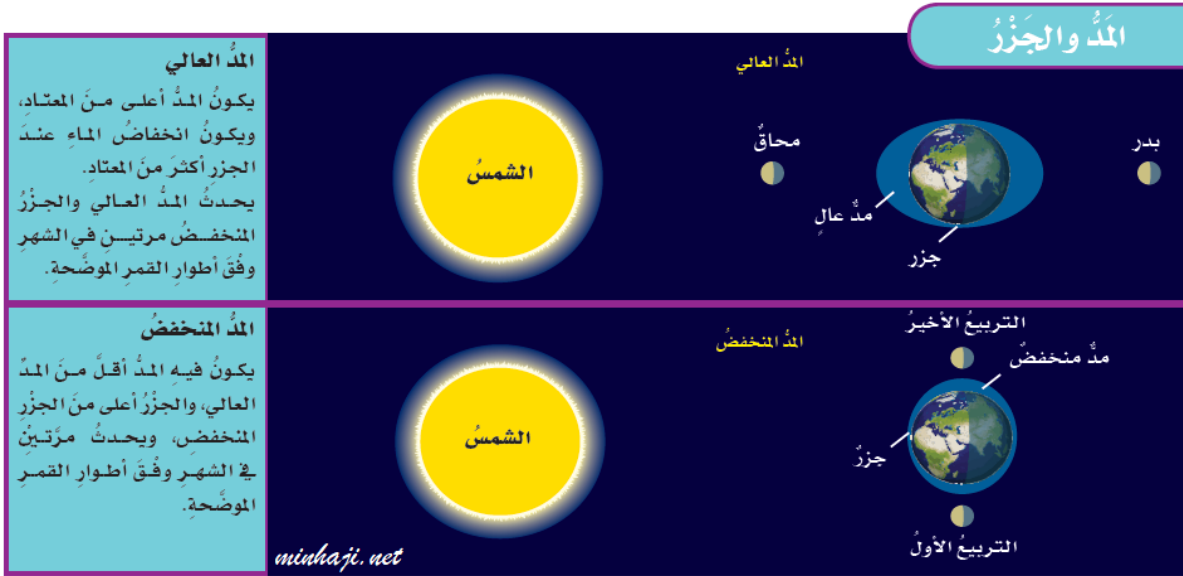 المَدُّ والجَزْرُ
المدُّ العالي
يكونُ المدُّ أعلى منَ المعتادِ،
ويكونُ انخفاضُ الماءِ عندَ
الجزرِ أكثرَ منَ المعتادِ.
يحدثُ المدُّ العالي والجزْرُ
المنخفضُ مرتينِ في الشهرِ
وفْقَ أطوارِ القمرِ الموضَّحةِ.
المدُّ العالي
بدر
محاقٌ
الشمسُ
مدٌّ عالٍ
جزر
المدُّ المنخفضُ
يكونُ فيهِ المدُّ أقلَّ منَ المدِّ
العالي، والجزْرُ أعلى منَ الجزْرِ
المنخفضِ، ويحدثُ مرَّتيْنِ
في الشهرِ وفْقَ أطوارِ القمرِ
الموضَّحةِ.
المدُّ المنخفضُ
التربيعُ الأخيرُ
مدٌّ منخفضٌ
الشمسُ
جزرٌ
التربيعُ الأولُ
minhaji.net